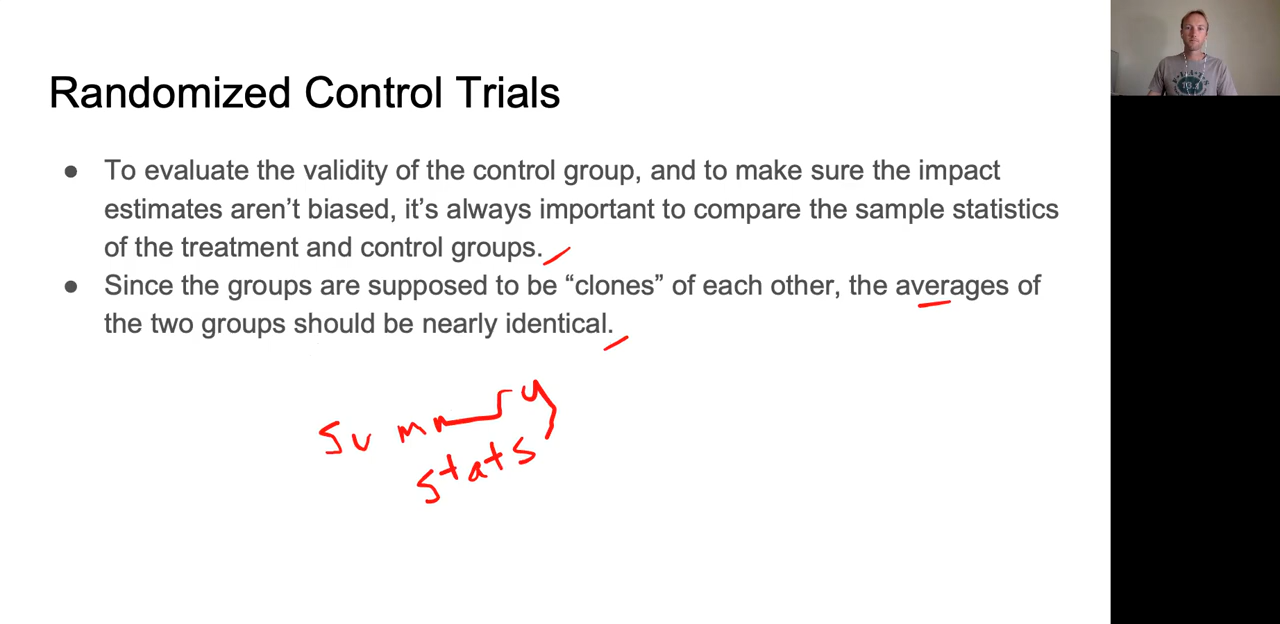 Randomized Control Trials
● To evaluate the validity of the control group, and to make sure the impact
estimates aren’t biased, it’s always important to compare the sample statistics
of the treatment and control groups.
● Since the groups are supposed to be “clones” of each other, the averages of
the two groups should be nearly identical.
Summary
stats